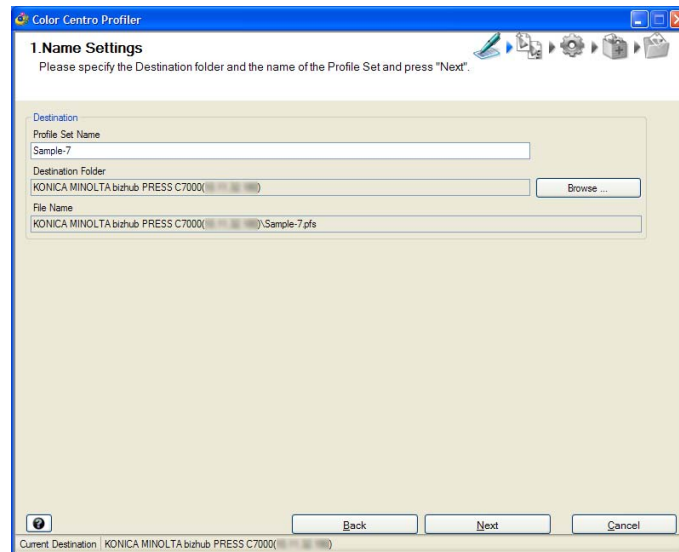 Color Centro Profiler
1.Name Settings
Please specify the Destination folder and the name of the Profile Set and press "Next".
Destination
Profile Set Name
Sample-7
Destination Folder
KONICA MINOLTA bizhub PRESS C7000( )
Browse ...
File Name
KONICA MINOLTA bizhub PRESS C7000( )\Sample-7.pfs
Back Next Cancel
Current Destination KONICA MINOLTA bizhub PRESS C7000( )